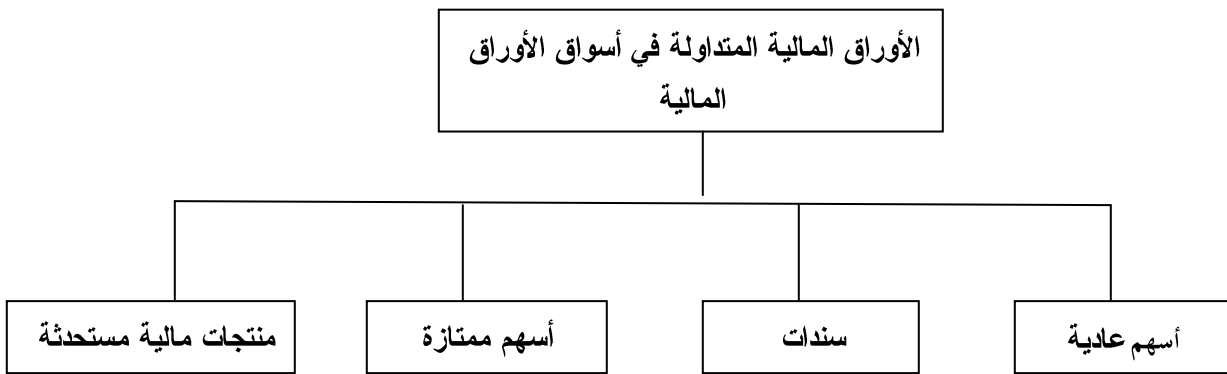 الأوراق المالية المتداولة في أسواق الأوراق
المالية
أسهم عادية
سندات
أسهم ممتازة
منتجات مالية مستحدثة